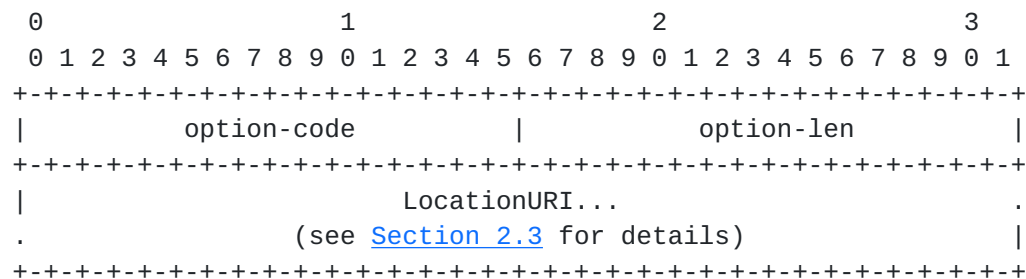 0                   1                   2                   3
 0 1 2 3 4 5 6 7 8 9 0 1 2 3 4 5 6 7 8 9 0 1 2 3 4 5 6 7 8 9 0 1
+-+-+-+-+-+-+-+-+-+-+-+-+-+-+-+-+-+-+-+-+-+-+-+-+-+-+-+-+-+-+-+-+
|          option-code          |           option-len          |
+-+-+-+-+-+-+-+-+-+-+-+-+-+-+-+-+-+-+-+-+-+-+-+-+-+-+-+-+-+-+-+-+
|                        LocationURI...                         .
.                 (see Section 2.3 for details)                 |
+-+-+-+-+-+-+-+-+-+-+-+-+-+-+-+-+-+-+-+-+-+-+-+-+-+-+-+-+-+-+-+-+